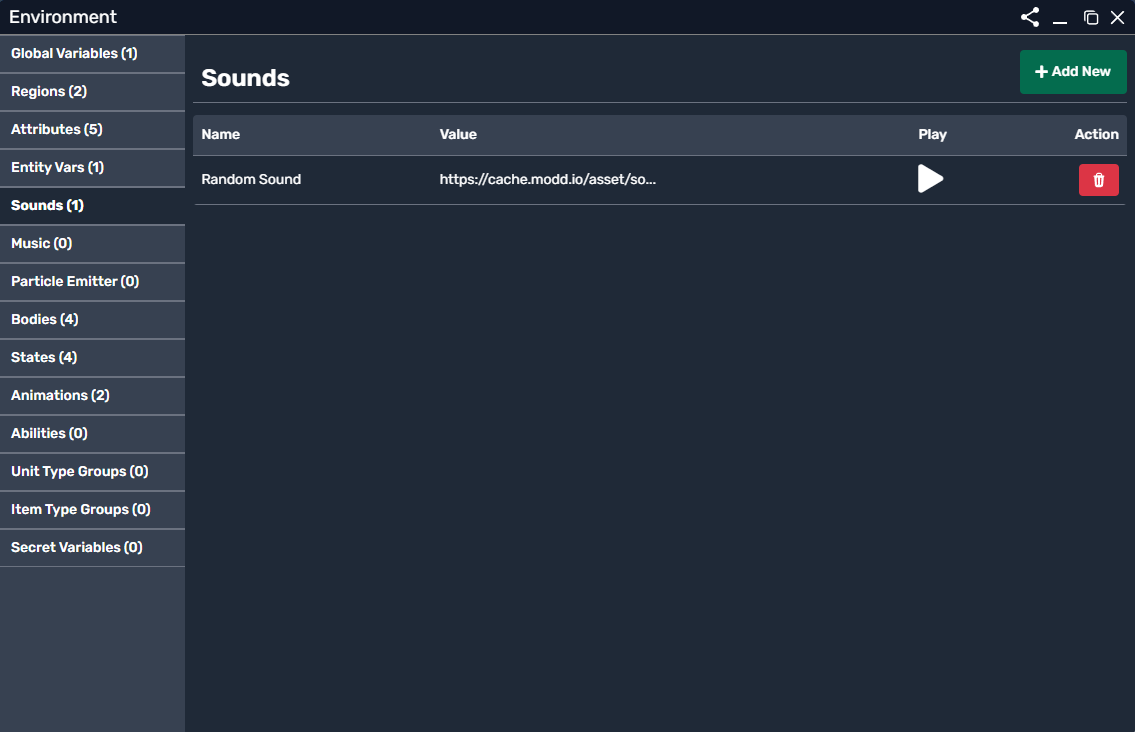 Environment
Global Variables (1)
Regions (2)
Attributes (5)
Entity Vars (1)
Sounds (1)
Music (0)
Particle Emitter (0)
Bodies (4)
States (4)
Animations (2)
Abilities (0)
Unit Type Groups (0)
Item Type Groups (0)
Secret Variables (0)
Sounds
Add New
Name Value Play Action
Random Sound https://cache.modd.io/asset/so...